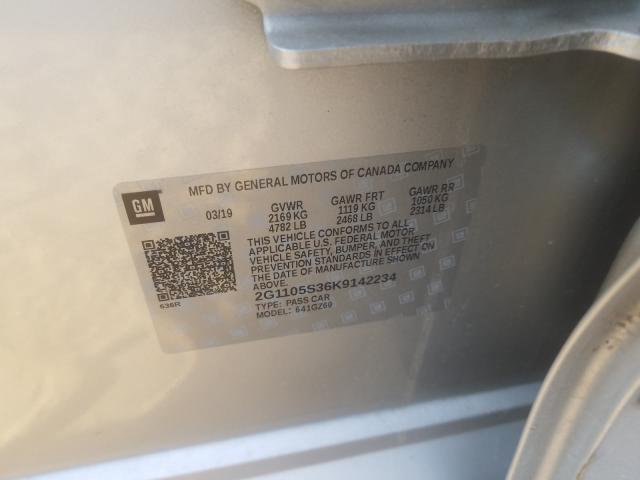 MFD BY GENERAL MOTORS OF CANADA COMPANY
GM
03/19
GVWR GAWR FRT GAWR RR
2169 KG 1119 KG 1050 KG
4782 LB 2468 LB 2314 LB
THIS VEHICLE CONFORMS TO ALL
APPLICABLE U.S. FEDERAL MOTOR
VEHICLE SAFETY, BUMPER, AND THEFT
PREVENTION STANDARDS IN EFFECT ON
THE DATE OF MANUFACTURE SHOWN
ABOVE.
2G1105S36K9142234
TYPE: PASS CAR
MODEL: 641GZ69
636R